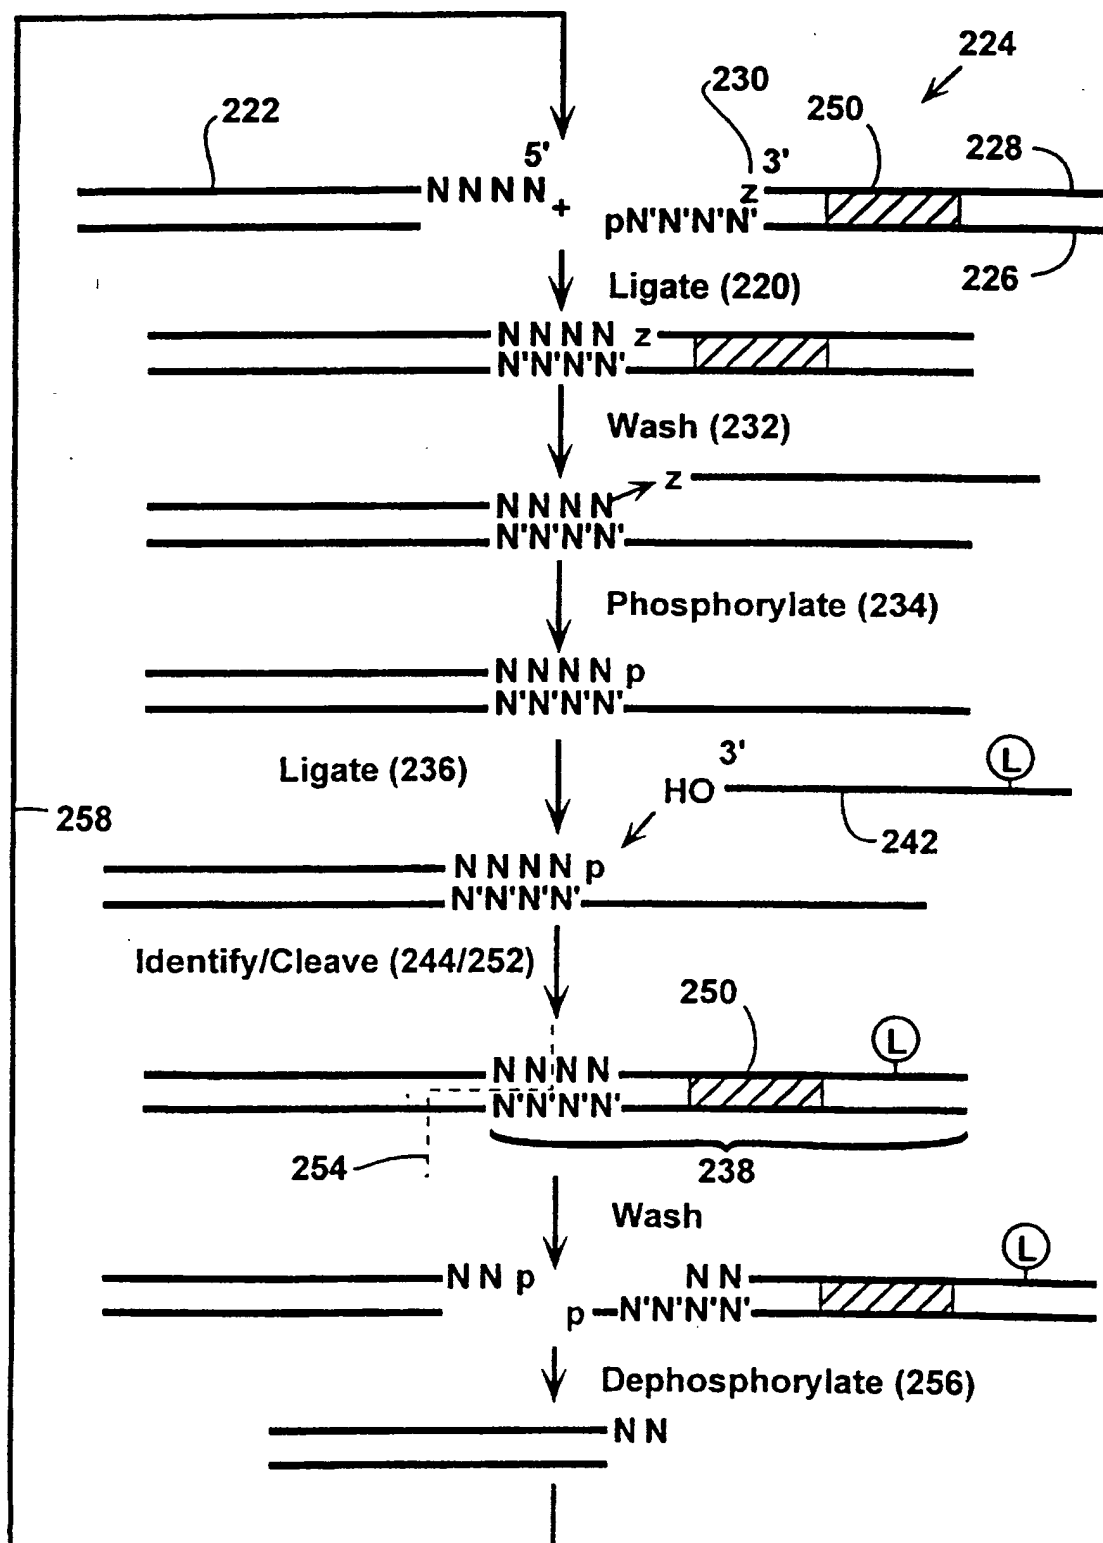 224
230
222
250
228
5'
3'
N N N N
+
z
pN'N'N'N'
226
Ligate (220)
N N N N z
N'N'N'N'
Wash (232)
z
N N N N
N'N'N'N'
Phosphorylate (234)
N N N N p
N'N'N'N'
Ligate (236)
3'
L
HO
258
242
N N N N p
N'N'N'N'
Identify/Cleave (244/252)
250
L
N N N N
N'N'N'N'
254
238
Wash
L
N N p
N N
p
N'N'N'N'
Dephosphorylate (256)
N N